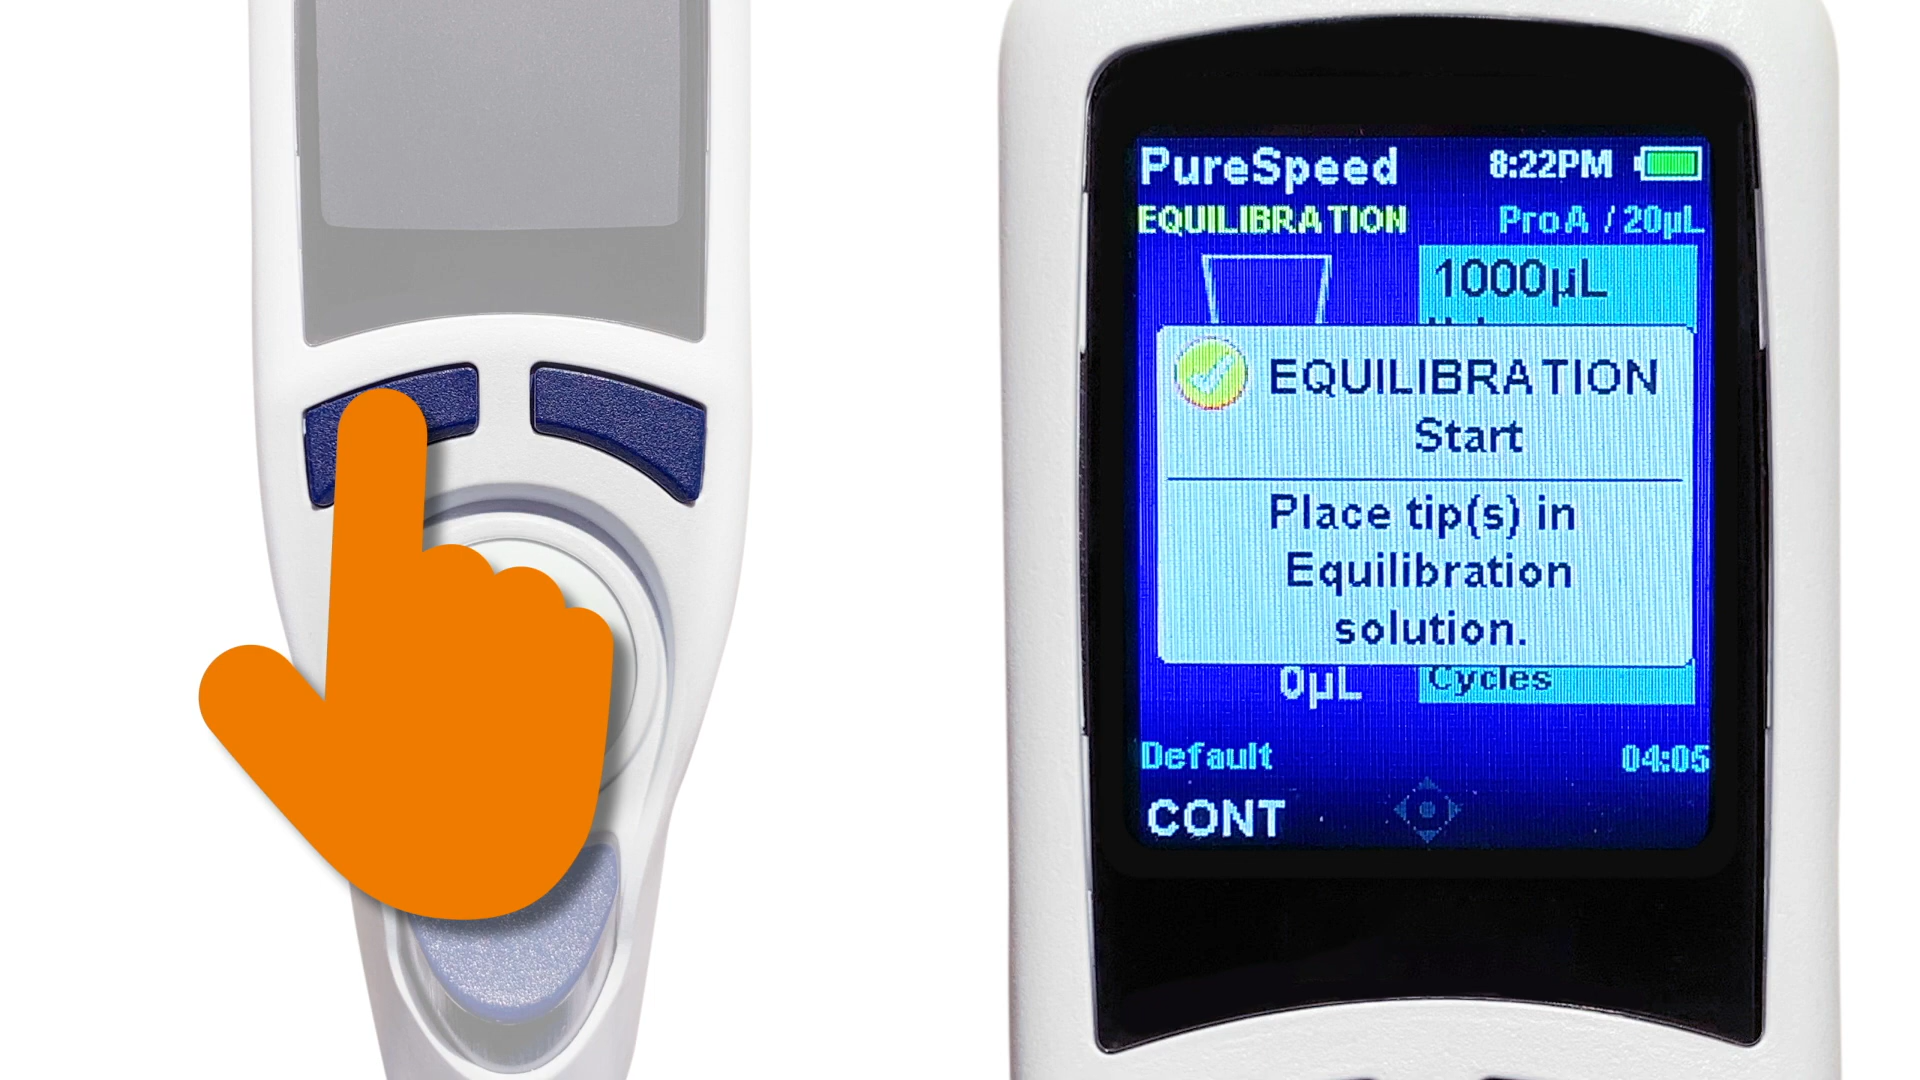 PureSpeed 8:22PM
EQUILIBRATION ProA / 20µL
1000µL
EQUILIBRATION
Start
Place tip(s) in
Equilibration
solution.
0µL Cycles
Default 04:05
CONT